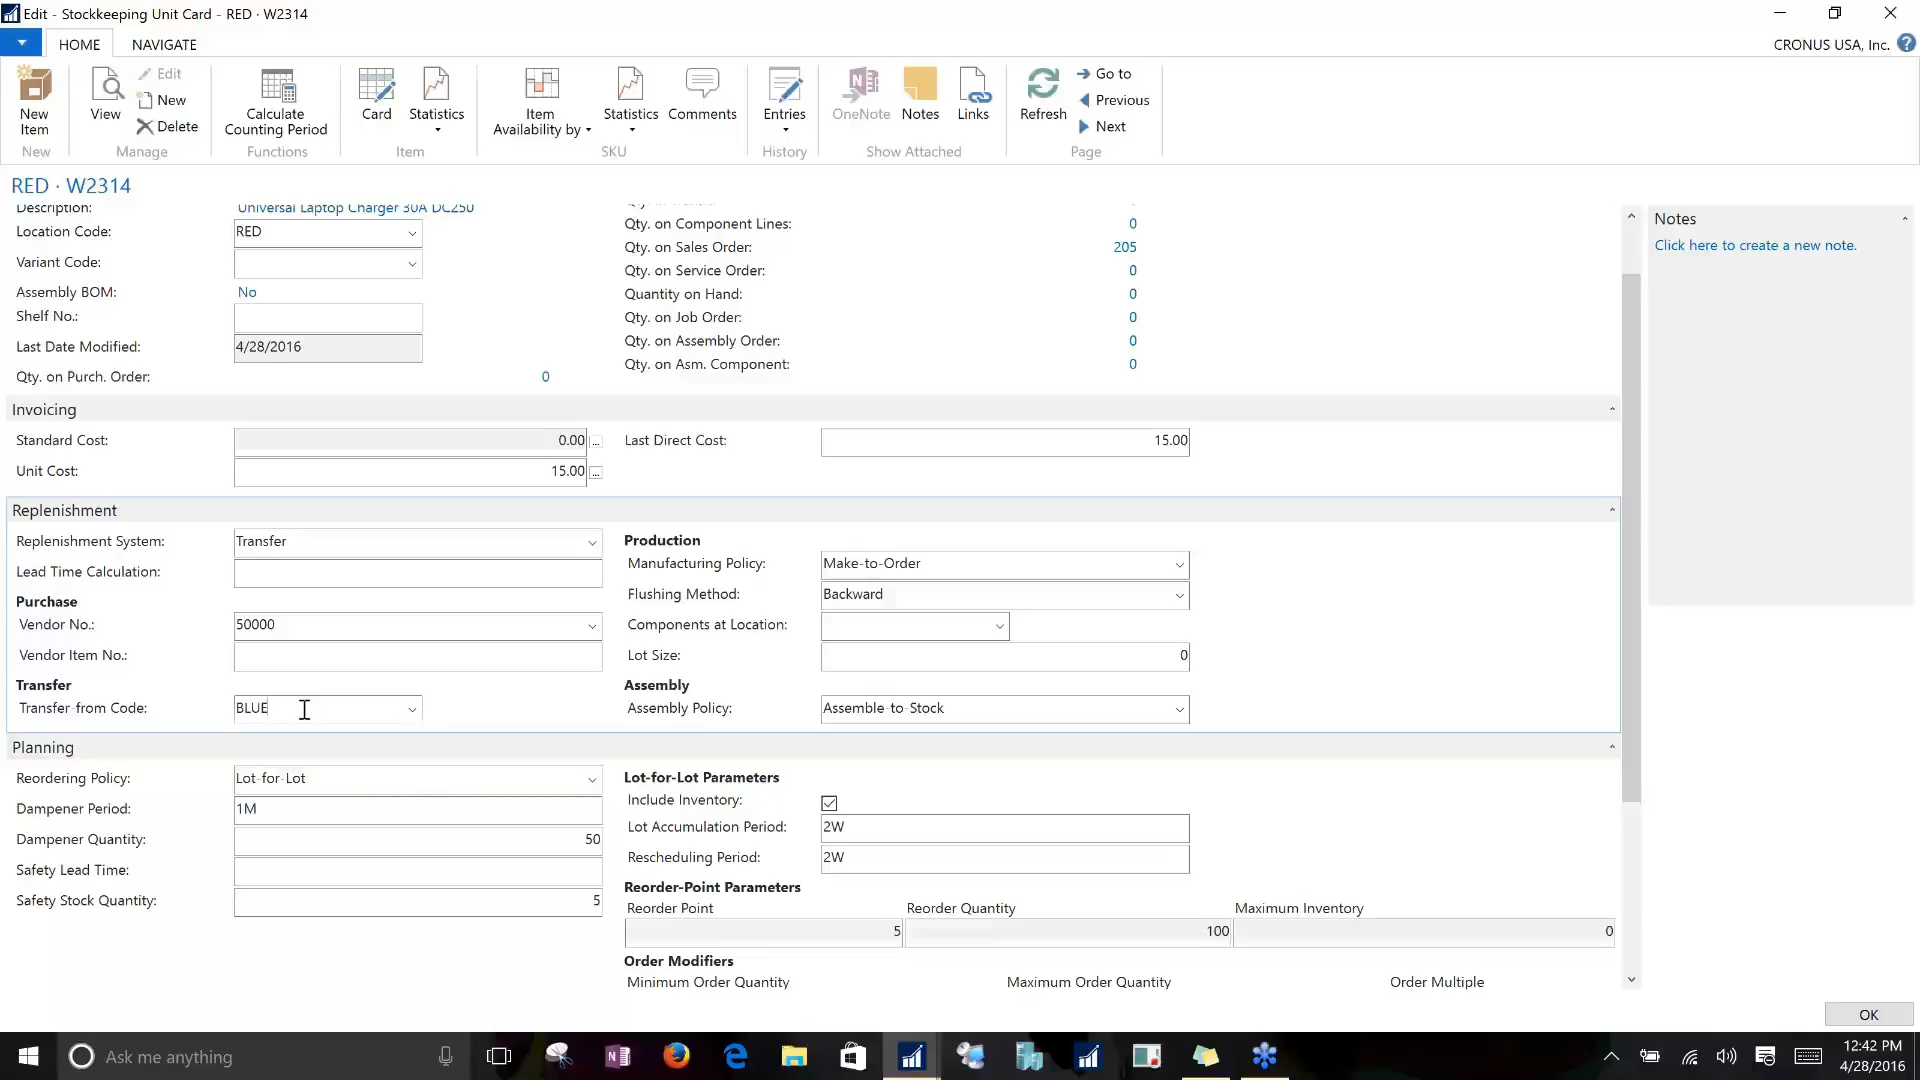 Edit - Stockkeeping Unit Card - RED · W2314
HOME NAVIGATE CRONUS USA, Inc.
New Item
View
Edit
New
Delete
Calculate Counting Period
Card
Statistics
Item Availability by
Statistics
Comments
Entries
OneNote
Notes
Links
Refresh
Go to
Previous
Next
New Manage Functions Item SKU History Show Attached Page
RED · W2314
Description: Universal Laptop Charger 30A DC250
Location Code: RED
Variant Code:
Assembly BOM: No
Shelf No.:
Last Date Modified: 4/28/2016
Qty. on Purch. Order: 0
Qty. on Component Lines: 0
Qty. on Sales Order: 205
Qty. on Service Order: 0
Quantity on Hand: 0
Qty. on Job Order: 0
Qty. on Assembly Order: 0
Qty. on Asm. Component: 0
Notes
Click here to create a new note.
Invoicing
Standard Cost: 0.00 ...
Unit Cost: 15.00 ...
Last Direct Cost: 15.00
Replenishment
Replenishment System: Transfer
Lead Time Calculation:
Purchase
Vendor No.: 50000
Vendor Item No.:
Transfer
Transfer-from Code: BLUE
Production
Manufacturing Policy: Make-to-Order
Flushing Method: Backward
Components at Location:
Lot Size: 0
Assembly
Assembly Policy: Assemble-to-Stock
Planning
Reordering Policy: Lot-for-Lot
Dampener Period: 1M
Dampener Quantity: 50
Safety Lead Time:
Safety Stock Quantity: 5
Lot-for-Lot Parameters
Include Inventory:
Lot Accumulation Period: 2W
Rescheduling Period: 2W
Reorder-Point Parameters
Reorder Point Reorder Quantity Maximum Inventory
5 100 0
Order Modifiers
Minimum Order Quantity Maximum Order Quantity Order Multiple
OK
Ask me anything
12:42 PM
4/28/2016